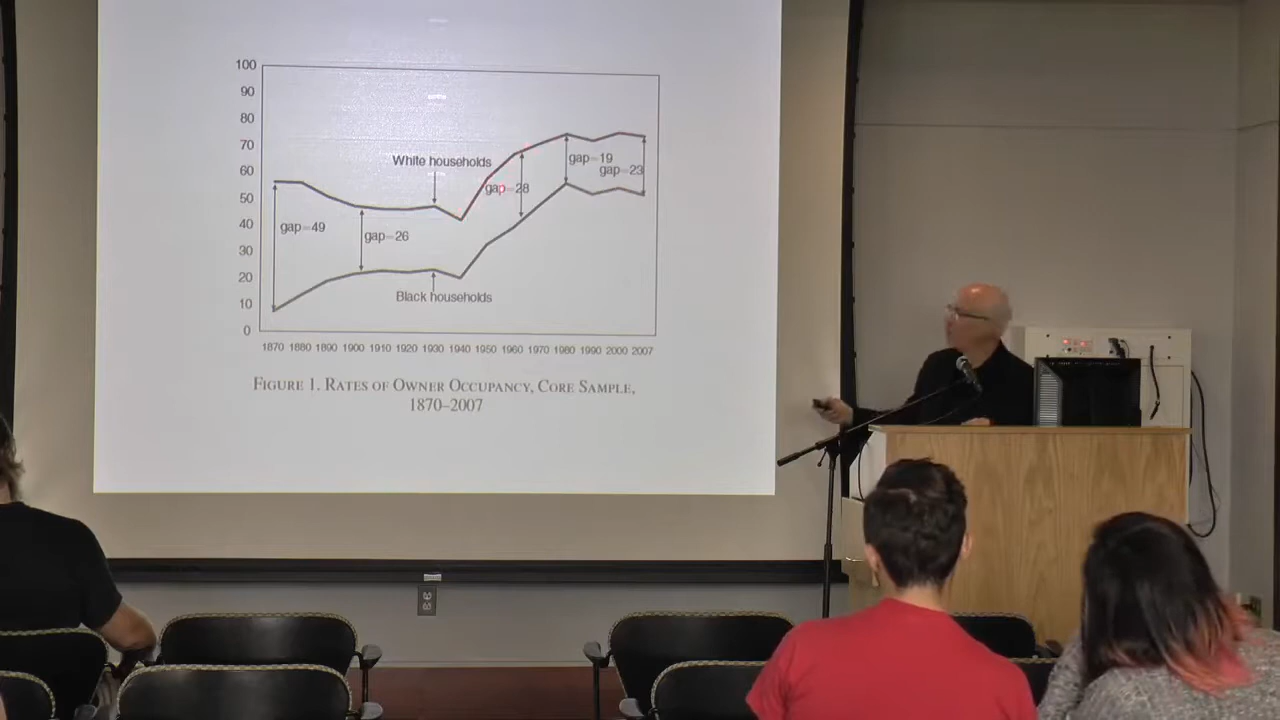 100
90
80
70
60
50
40
30
20
10
0
White households
gap=19
gap=23
gap=28
gap=49
gap=26
Black households
1870 1880 1890 1900 1910 1920 1930 1940 1950 1960 1970 1980 1990 2000 2007
FIGURE 1. RATES OF OWNER OCCUPANCY, CORE SAMPLE,
1870–2007